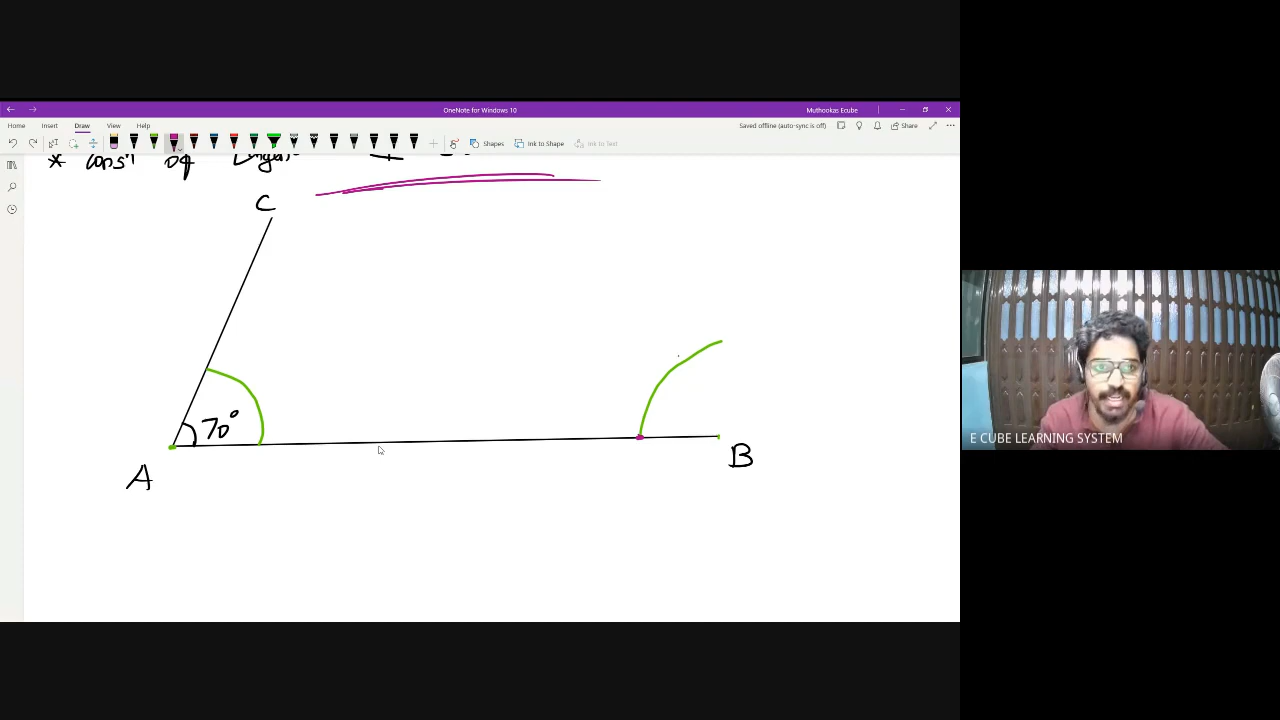 OneNote for Windows 10
Muthookas Ecube
Home Insert Draw View Help
Saved offline (auto-sync is off)
Share
Shapes
Ink to Shape
Ink to Text
* of
C
70°
A
B
E CUBE LEARNING SYSTEM